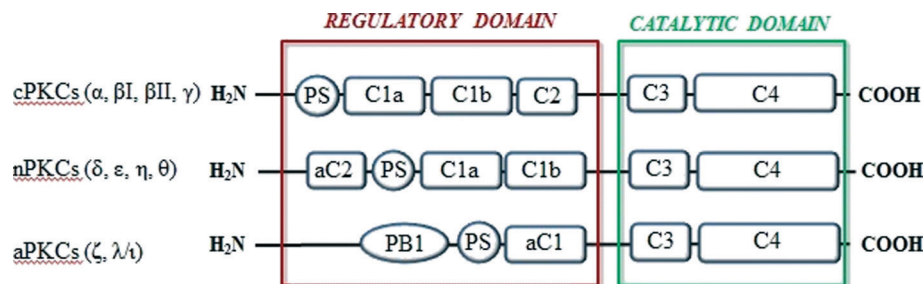 REGULATORY DOMAIN CATALYTIC DOMAIN
cPKCs (α, βI, βII, γ) H₂N PS C1a C1b C2 C3 C4 COOH
nPKCs (δ, ε, η, θ) H₂N aC2 PS C1a C1b C3 C4 COOH
aPKCs (ζ, λ/ι) H₂N PB1 PS aC1 C3 C4 COOH